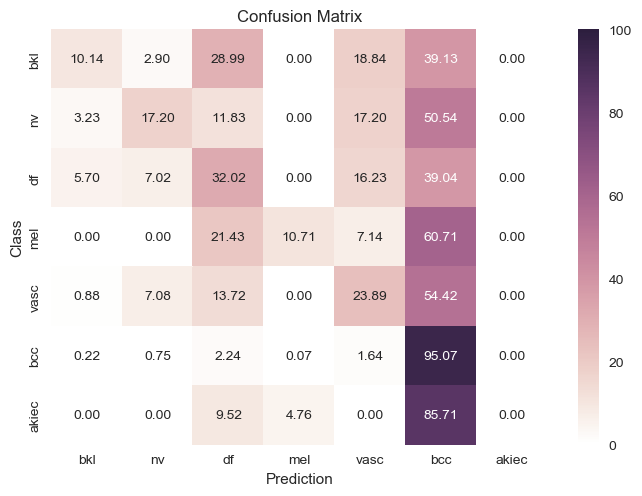 Confusion Matrix
bkl 10.14 2.90 28.99 0.00 18.84 39.13 0.00
nv 3.23 17.20 11.83 0.00 17.20 50.54 0.00
df 5.70 7.02 32.02 0.00 16.23 39.04 0.00
mel 0.00 0.00 21.43 10.71 7.14 60.71 0.00
vasc 0.88 7.08 13.72 0.00 23.89 54.42 0.00
bcc 0.22 0.75 2.24 0.07 1.64 95.07 0.00
akiec 0.00 0.00 9.52 4.76 0.00 85.71 0.00
bkl nv df mel vasc bcc akiec
Prediction
Class
100
80
60
40
20
0